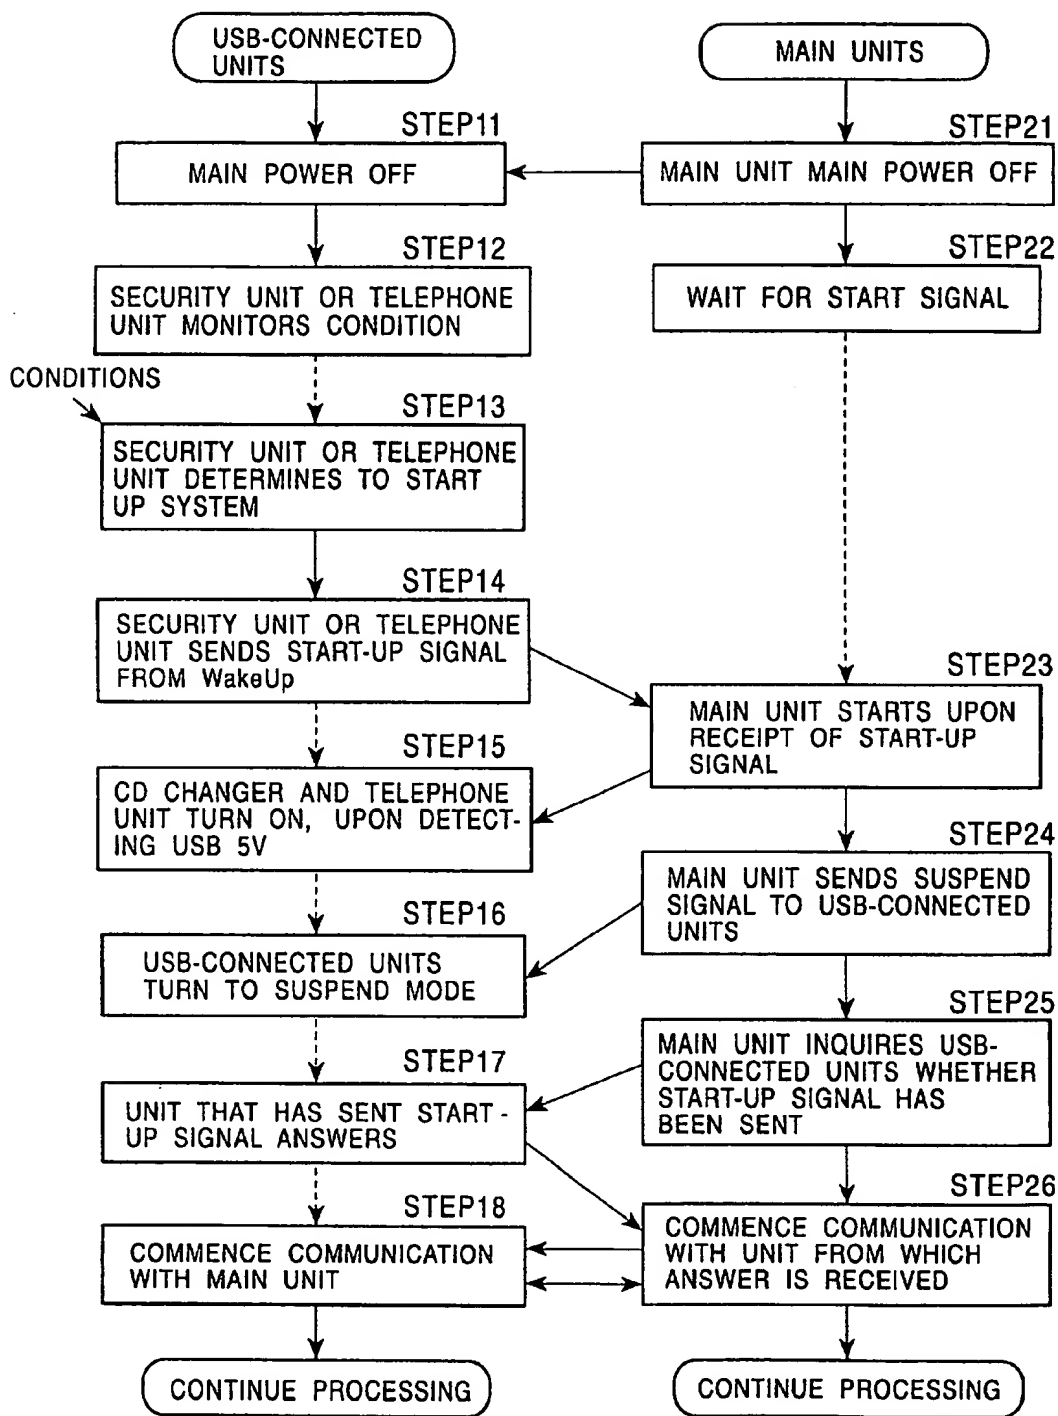 USB-CONNECTED
UNITS
MAIN UNITS
STEP11
MAIN POWER OFF
STEP21
MAIN UNIT MAIN POWER OFF
STEP12
SECURITY UNIT OR TELEPHONE
UNIT MONITORS CONDITION
STEP22
WAIT FOR START SIGNAL
CONDITIONS
STEP13
SECURITY UNIT OR TELEPHONE
UNIT DETERMINES TO START
UP SYSTEM
STEP14
SECURITY UNIT OR TELEPHONE
UNIT SENDS START-UP SIGNAL
FROM WakeUp
STEP23
MAIN UNIT STARTS UPON
RECEIPT OF START-UP
SIGNAL
STEP15
CD CHANGER AND TELEPHONE
UNIT TURN ON, UPON DETECT-
ING USB 5V
STEP24
MAIN UNIT SENDS SUSPEND
SIGNAL TO USB-CONNECTED
UNITS
STEP16
USB-CONNECTED UNITS
TURN TO SUSPEND MODE
STEP25
MAIN UNIT INQUIRES USB-
CONNECTED UNITS WHETHER
START-UP SIGNAL HAS
BEEN SENT
STEP17
UNIT THAT HAS SENT START-
UP SIGNAL ANSWERS
STEP26
COMMENCE COMMUNICATION
WITH UNIT FROM WHICH
ANSWER IS RECEIVED
STEP18
COMMENCE COMMUNICATION
WITH MAIN UNIT
CONTINUE PROCESSING
CONTINUE PROCESSING